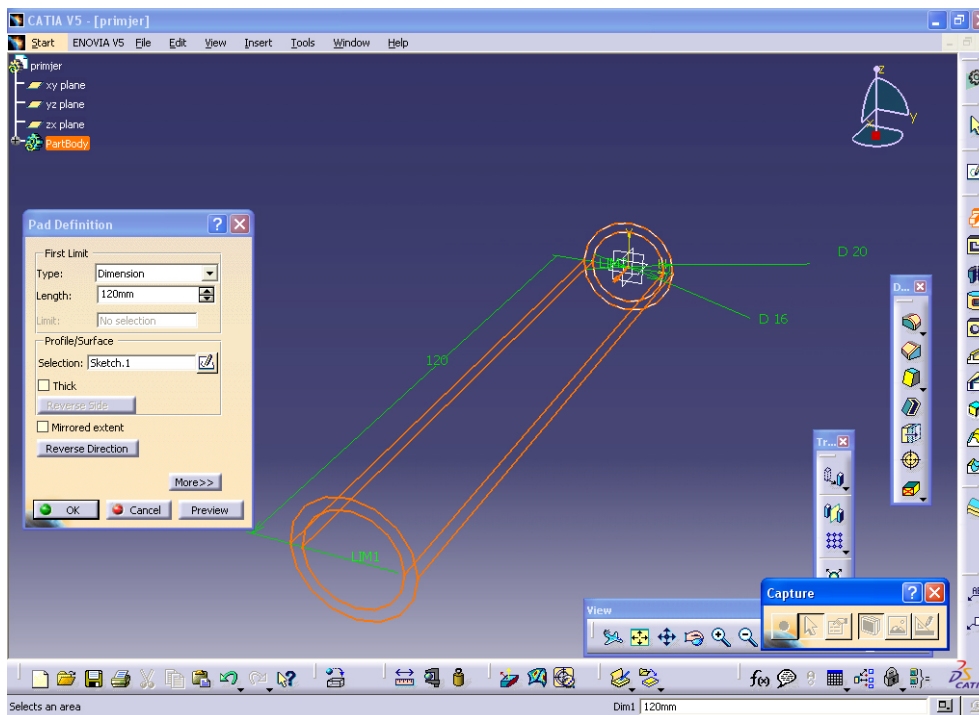 CATIA V5 - [primjer]
Start ENOVIA V5 File Edit View Insert Tools Window Help
primjer
xy plane
yz plane
zx plane
PartBody
z
y
x
Pad Definition
First Limit
Type: Dimension
Length: 120mm
Limit: No selection
Profile/Surface
Selection: Sketch.1
Thick
Reverse Side
Mirrored extent
Reverse Direction
More>>
OK Cancel Preview
D 20
D 16
120
LIM1
D...
Tr...
View
Capture
f(x)
CATIA
Selects an area
Dim1 120mm